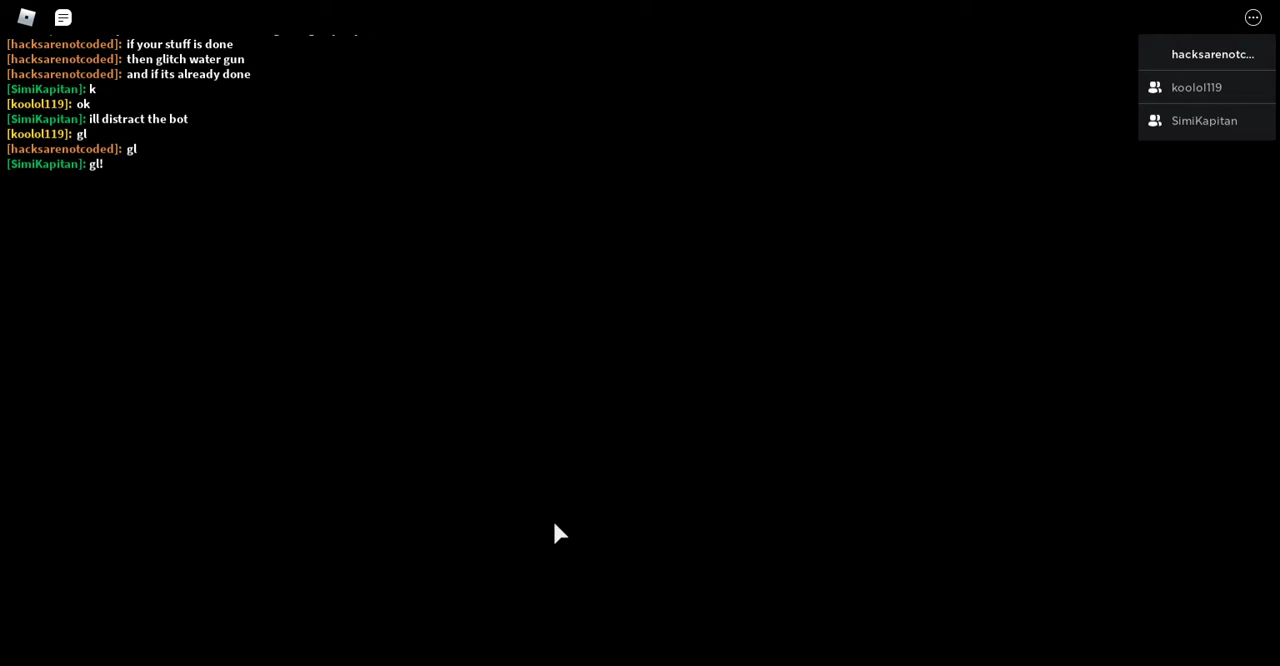 [hacksarenotcoded]: if your stuff is done
[hacksarenotcoded]: then glitch water gun
[hacksarenotcoded]: and if its already done
[SimiKapitan]: k
[koolol119]: ok
[SimiKapitan]: ill distract the bot
[koolol119]: gl
[hacksarenotcoded]: gl
[SimiKapitan]: gl!
hacksarenotc...
koolol119
SimiKapitan